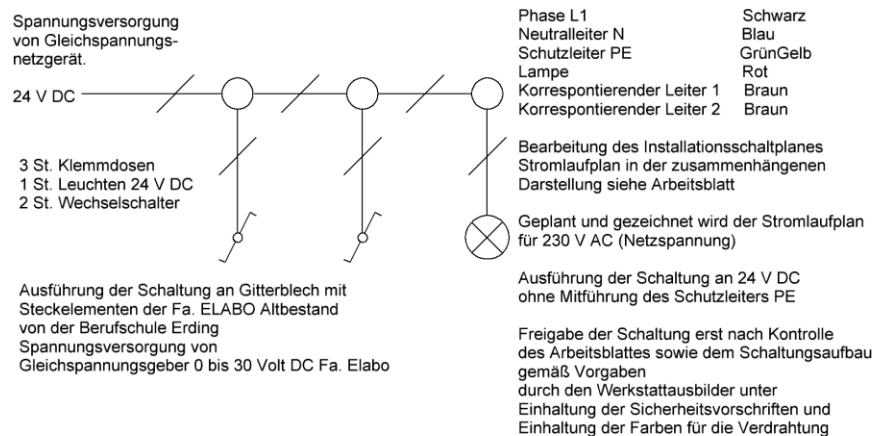 Spannungsversorgung
von Gleichspannungs-
netzgerät.
24 V DC
3 St. Klemmdosen
1 St. Leuchten 24 V DC
2 St. Wechselschalter
Ausführung der Schaltung an Gitterblech mit
Steckelementen der Fa. ELABO Altbestand
von der Berufschule Erding
Spannungsversorgung von
Gleichspannungsgeber 0 bis 30 Volt DC Fa. Elabo
Phase L1 Schwarz
Neutralleiter N Blau
Schutzleiter PE GrünGelb
Lampe Rot
Korrespontierender Leiter 1 Braun
Korrespontierender Leiter 2 Braun
Bearbeitung des Installationsschaltplanes
Stromlaufplan in der zusammenhängenen
Darstellung siehe Arbeitsblatt
Geplant und gezeichnet wird der Stromlaufplan
für 230 V AC (Netzspannung)
Ausführung der Schaltung an 24 V DC
ohne Mitführung des Schutzleiters PE
Freigabe der Schaltung erst nach Kontrolle
des Arbeitsblattes sowie dem Schaltungsaufbau
gemäß Vorgaben
durch den Werkstattausbilder unter
Einhaltung der Sicherheitsvorschriften und
Einhaltung der Farben für die Verdrahtung